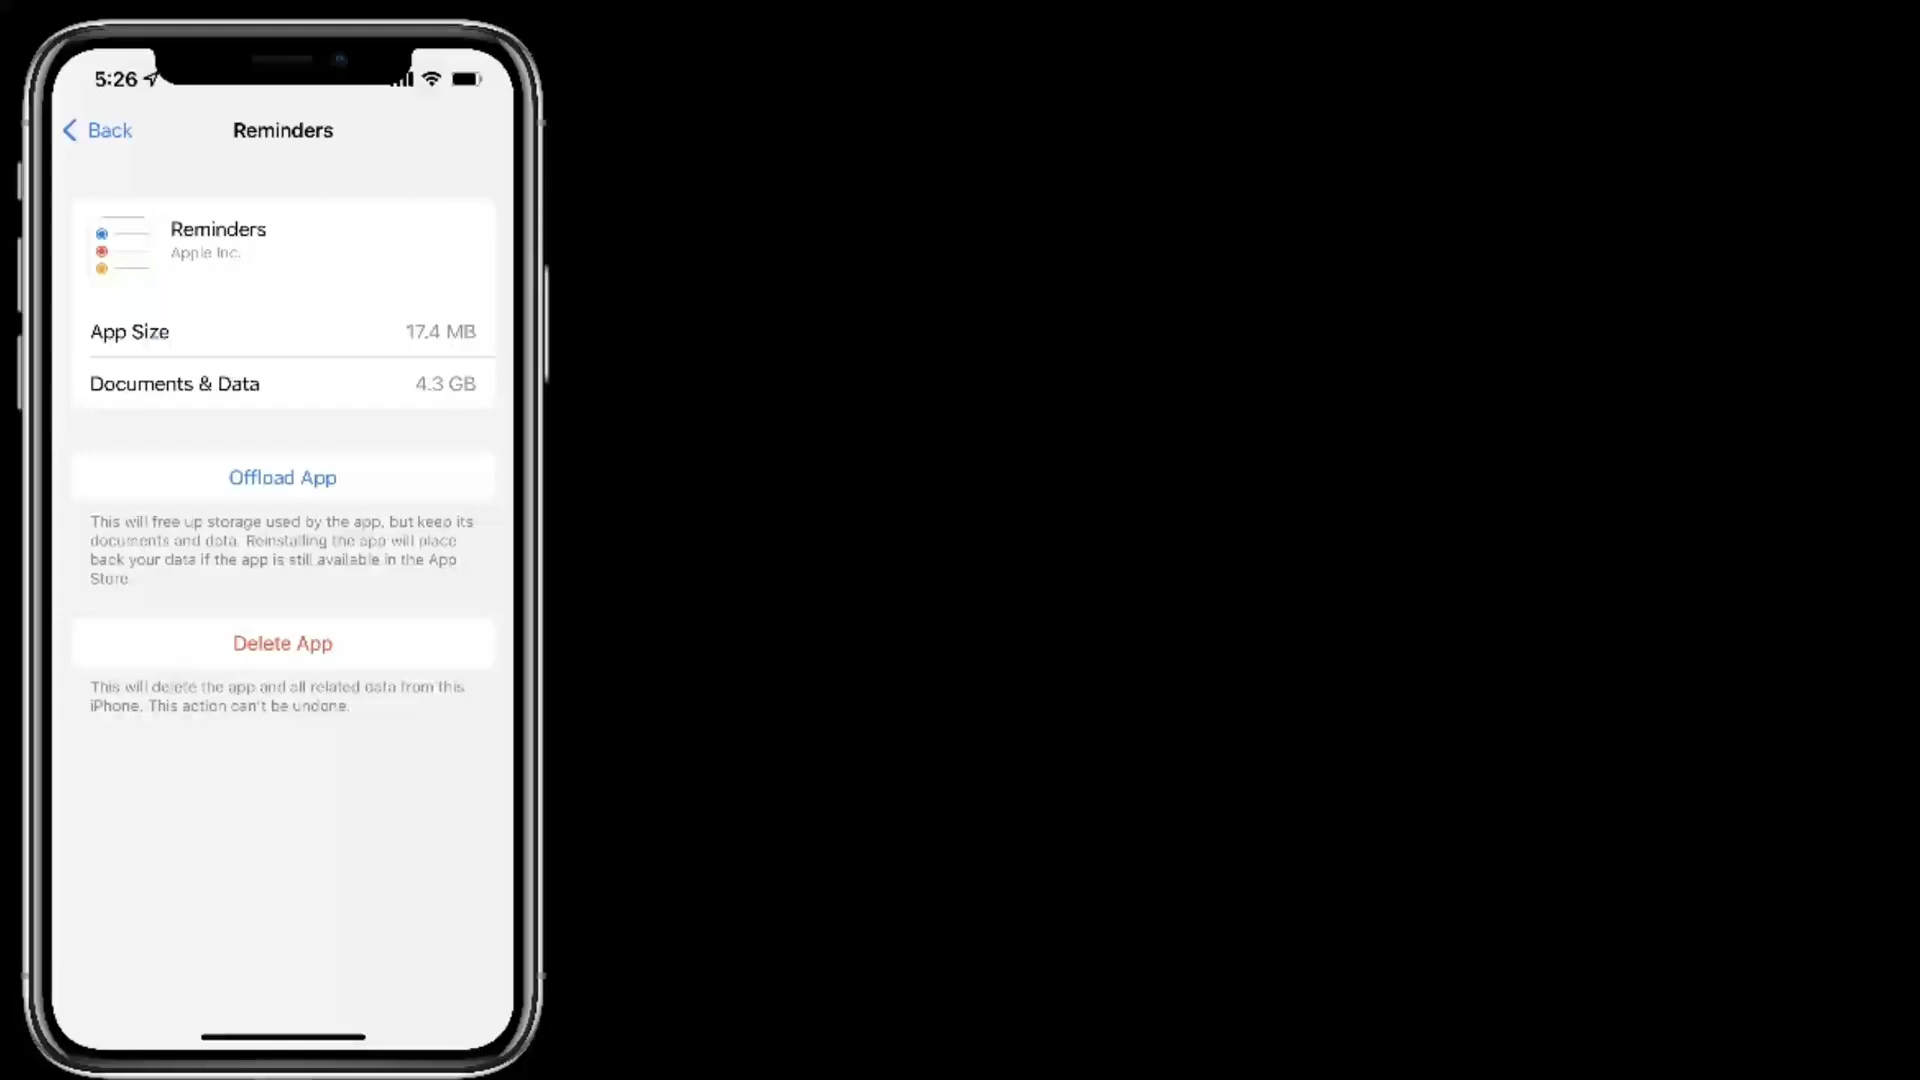 5:26
Back
Reminders
Reminders
Apple Inc.
App Size
17.4 MB
Documents & Data
4.3 GB
Offload App
This will free up storage used by the app, but keep its
documents and data. Reinstalling the app will place
back your data if the app is still available in the App
Store.
Delete App
This will delete the app and all related data from this
iPhone. This action can't be undone.